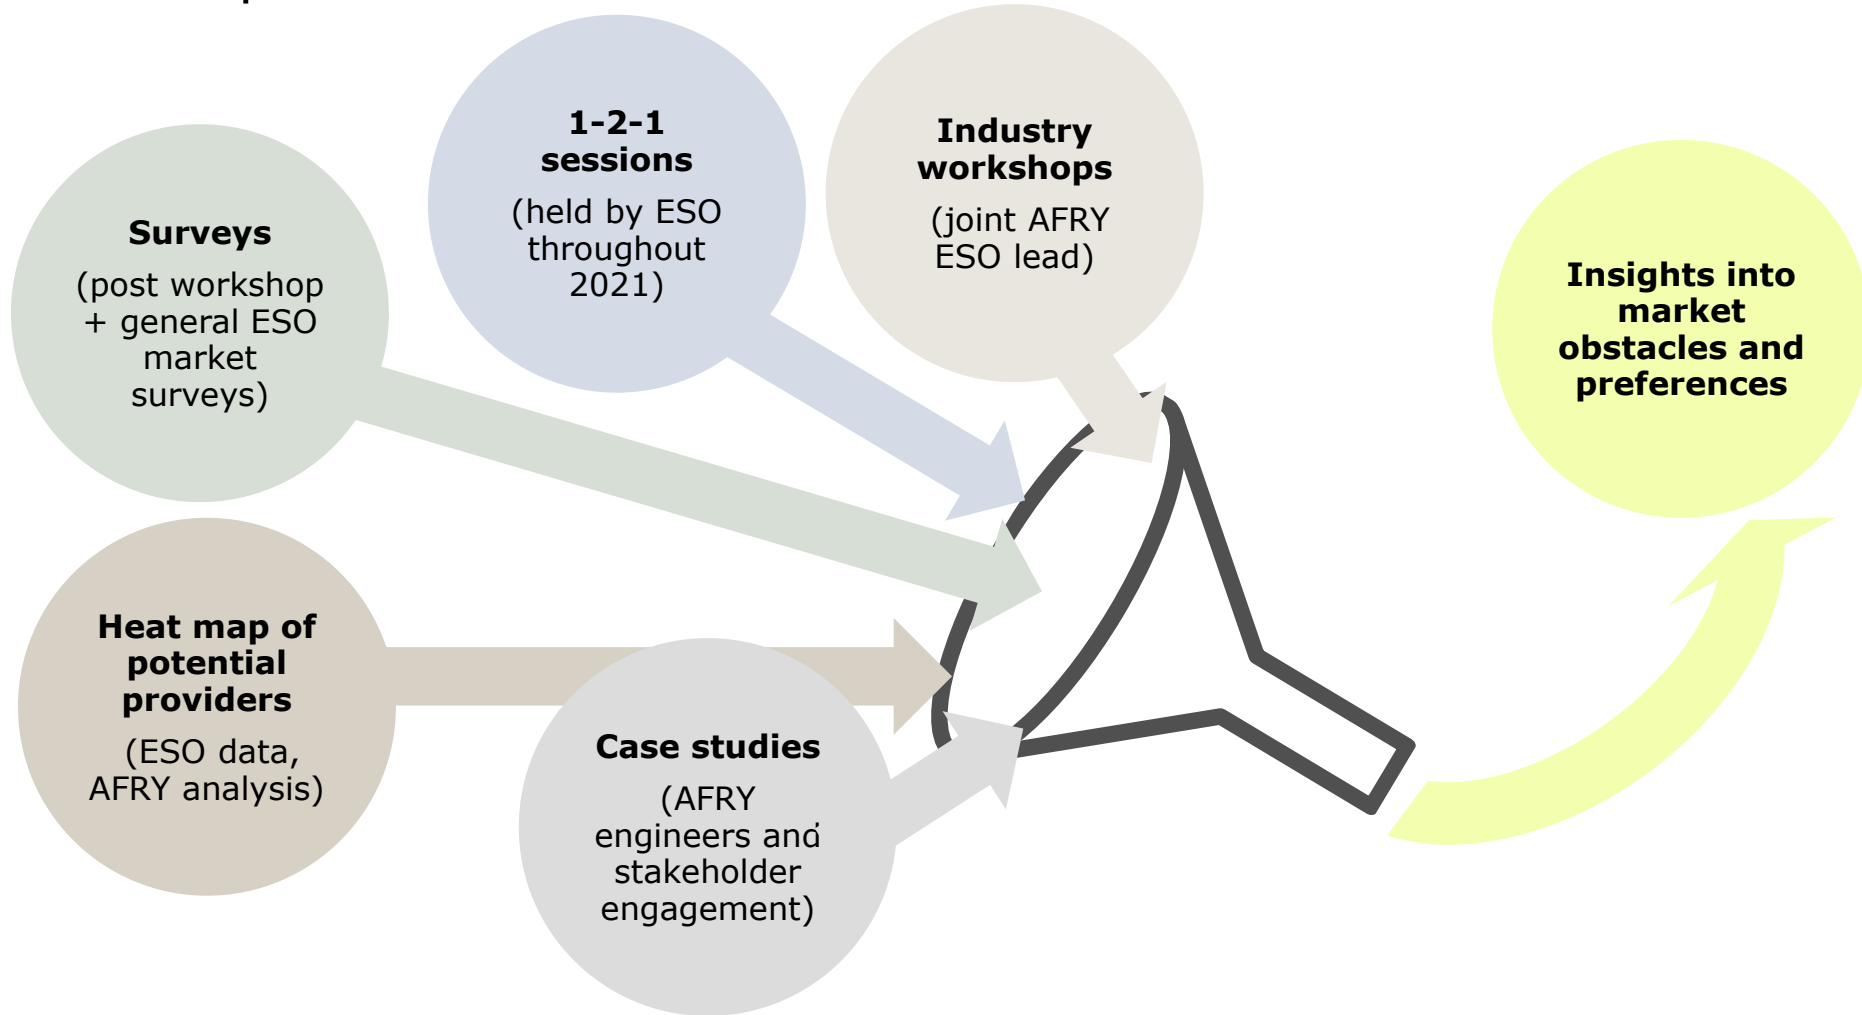 1-2-1
sessions
(held by ESO
throughout
2021)
Industry
workshops
(joint AFRY
ESO lead)
Surveys
(post workshop
+ general ESO
market
surveys)
Insights into
market
obstacles and
preferences
Heat map of
potential
providers
(ESO data,
AFRY analysis)
Case studies
(AFRY
engineers and
stakeholder
engagement)